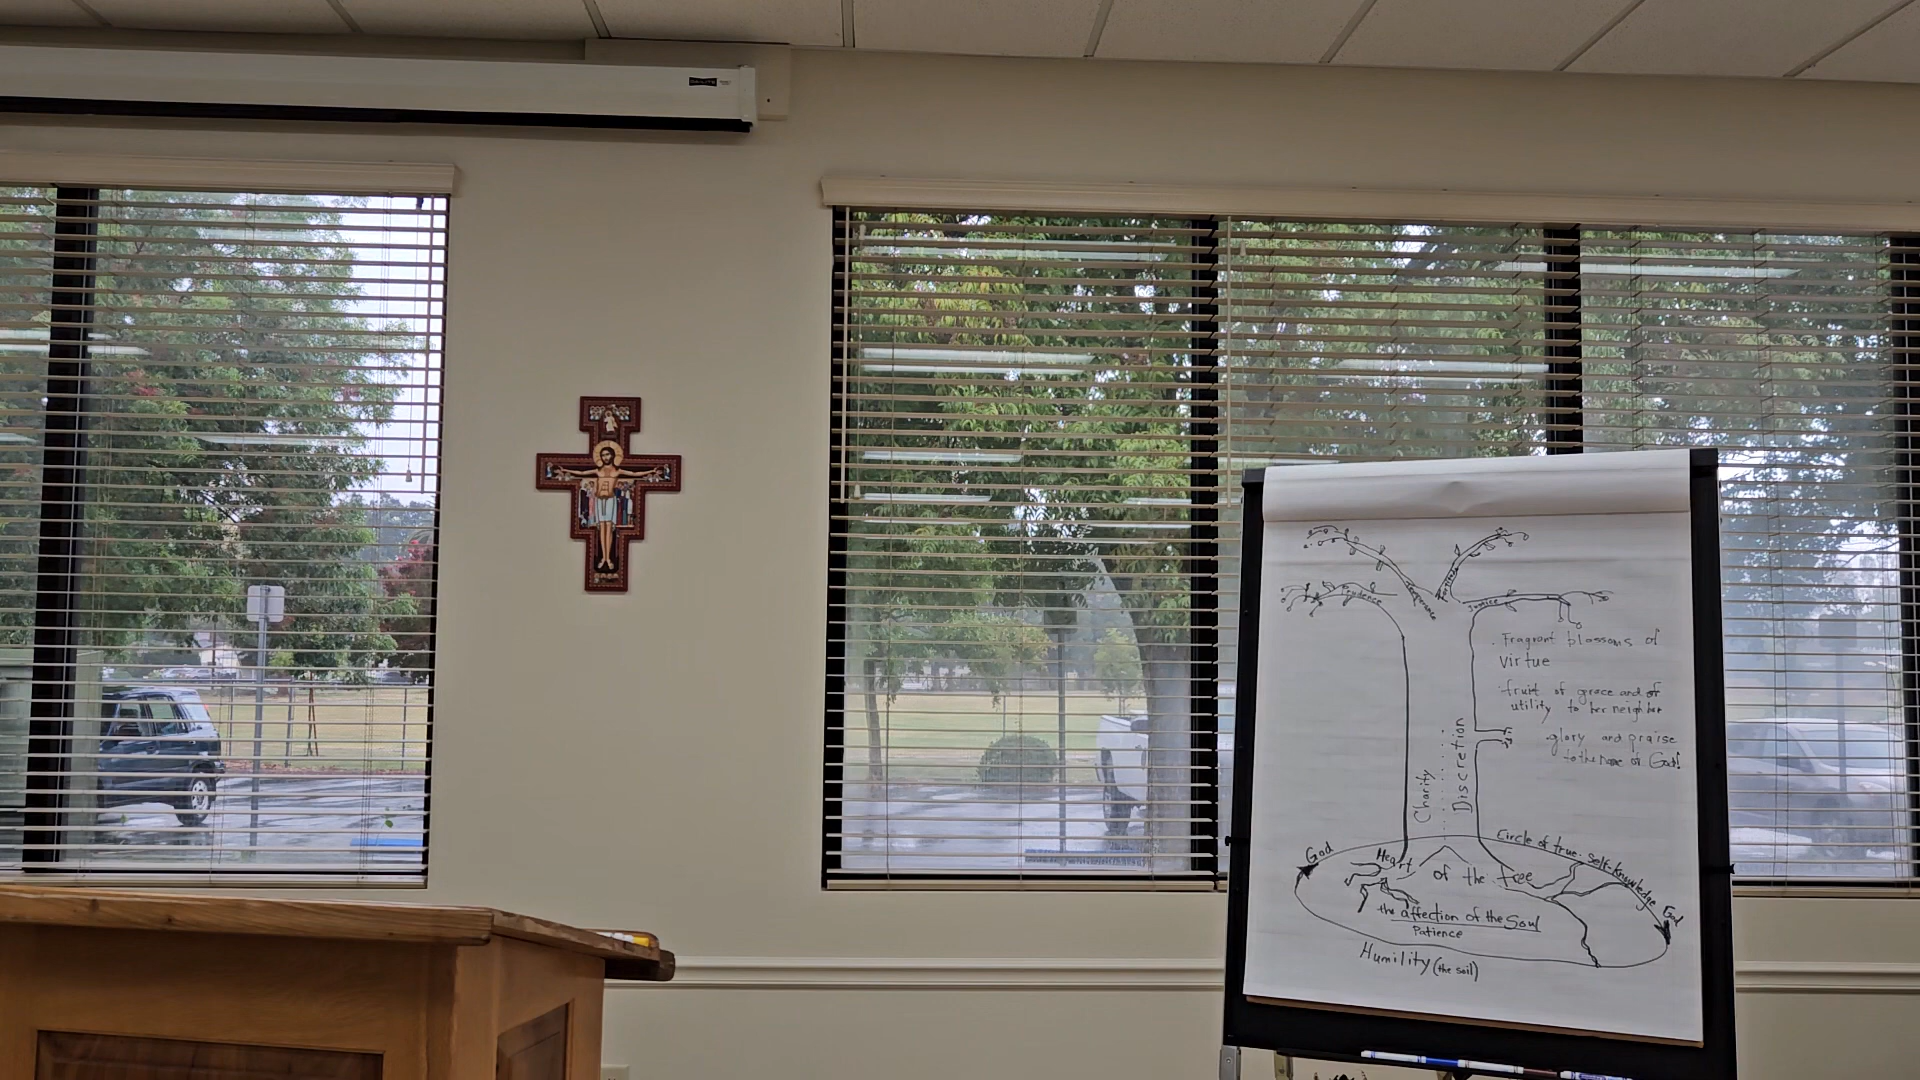 DA-LITE
Prudence
Temperance
Fortitude
Justice
. Fragrant blossoms of
virtue
. fruit of grace and of
utility to her neighbor
. glory and praise
to the name of God!
Charity
Discretion
God
Circle of true self-knowledge
God
Heart
of the tree
the affection of the Soul
Patience
Humility (the soil)